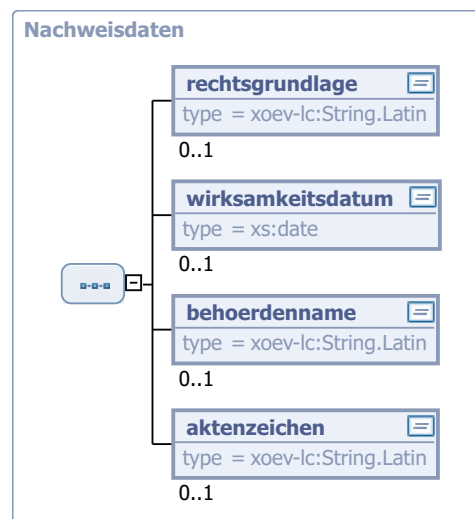 Nachweisdaten
rechtsgrundlage
type = xoev-lc:String.Latin
0..1
wirksamkeitsdatum
type = xs:date
0..1
behoerdenname
type = xoev-lc:String.Latin
0..1
aktenzeichen
type = xoev-lc:String.Latin
0..1